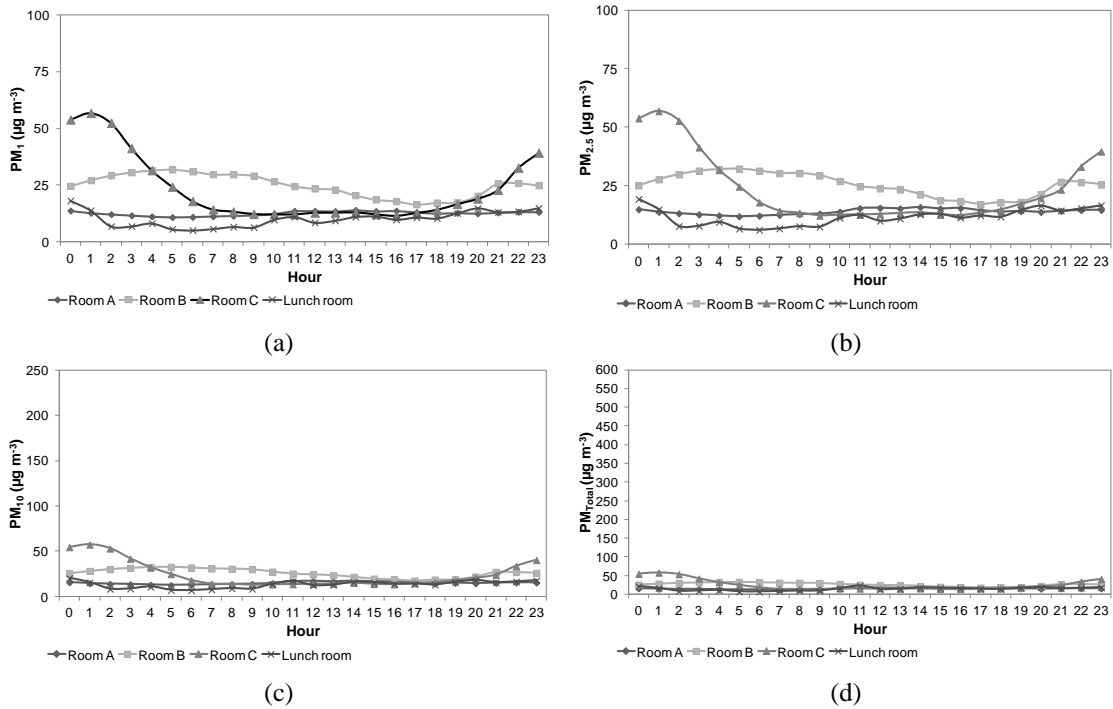 100
75
50
25
0
PM₁ (µg m⁻³)
0 1 2 3 4 5 6 7 8 9 10 11 12 13 14 15 16 17 18 19 20 21 22 23
Hour
Room A Room B Room C Lunch room
(a)
100
75
50
25
0
PM₂.₅ (µg m⁻³)
0 1 2 3 4 5 6 7 8 9 10 11 12 13 14 15 16 17 18 19 20 21 22 23
Hour
Room A Room B Room C Lunch room
(b)
250
200
150
100
50
0
PM₁₀ (µg m⁻³)
0 1 2 3 4 5 6 7 8 9 10 11 12 13 14 15 16 17 18 19 20 21 22 23
Hour
Room A Room B Room C Lunch room
(c)
600
550
500
450
400
350
300
250
200
150
100
50
0
PM_Total (µg m⁻³)
0 1 2 3 4 5 6 7 8 9 10 11 12 13 14 15 16 17 18 19 20 21 22 23
Hour
Room A Room B Room C Lunch room
(d)